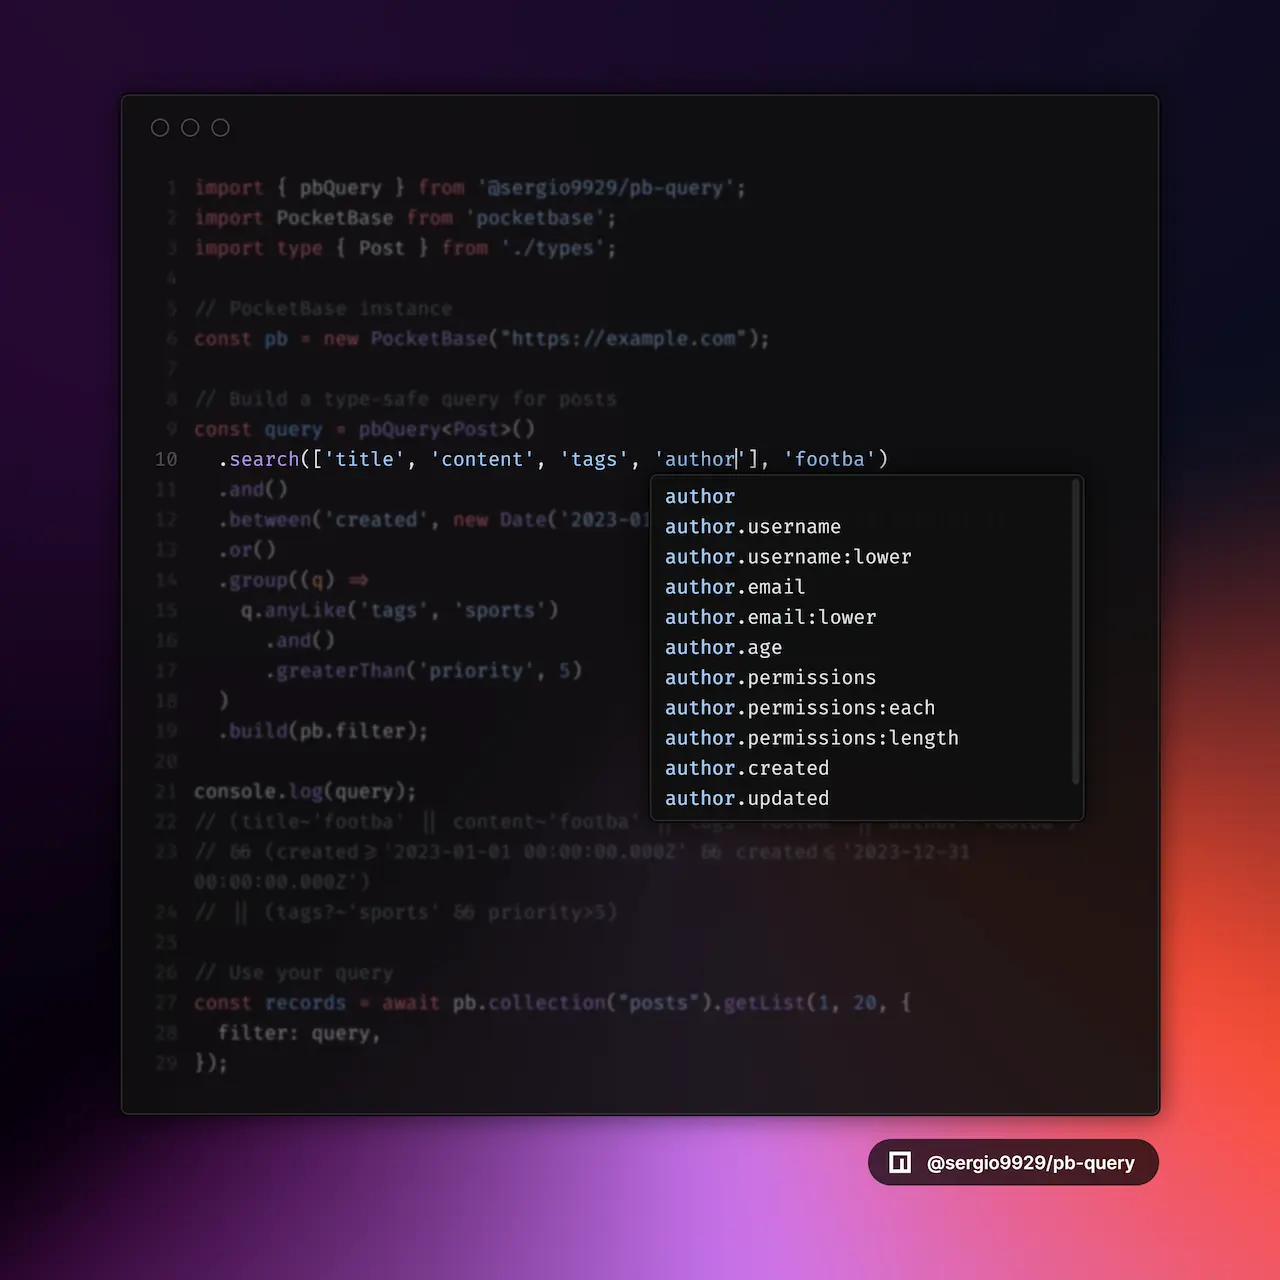 1 import { pbQuery } from '@sergio9929/pb-query';
2 import PocketBase from 'pocketbase';
3 import type { Post } from './types';
4
5 // PocketBase instance
6 const pb = new PocketBase("https://example.com");
7
8 // Build a type-safe query for posts
9 const query = pbQuery<Post>()
10 .search(['title', 'content', 'tags', 'author'], 'footba')
11 .and()
12 .between('created', new Date('2023-01
13 .or()
14 .group((q) =>
15 q.anyLike('tags', 'sports')
16 .and()
17 .greaterThan('priority', 5)
18 )
19 .build(pb.filter);
20
21 console.log(query);
22 // (title~'footba' || content~'footba' || tags~'footba' || author~'footba')
23 // && (created>='2023-01-01 00:00:00.000Z' && created<='2023-12-31
00:00:00.000Z')
24 // || (tags?~'sports' && priority>5)
25
26 // Use your query
27 const records = await pb.collection("posts").getList(1, 20, {
28 filter: query,
29 });
author
author.username
author.username:lower
author.email
author.email:lower
author.age
author.permissions
author.permissions:each
author.permissions:length
author.created
author.updated
@sergio9929/pb-query